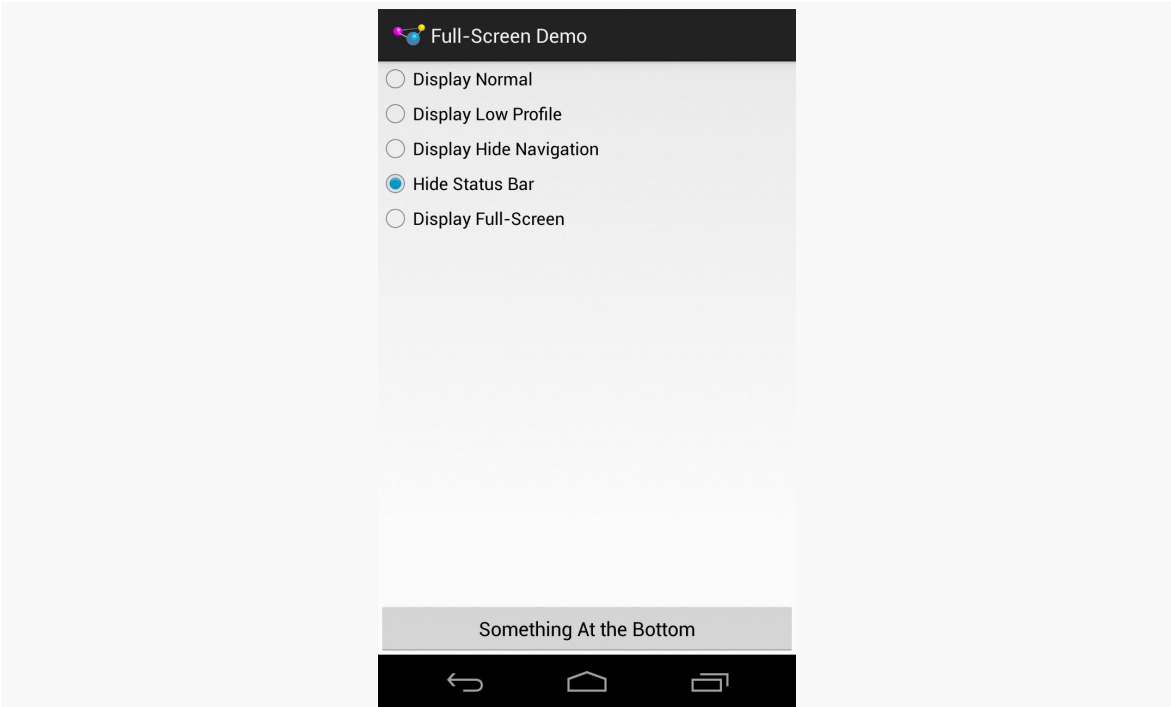 Full-Screen Demo
Display Normal
Display Low Profile
Display Hide Navigation
Hide Status Bar
Display Full-Screen
Something At the Bottom